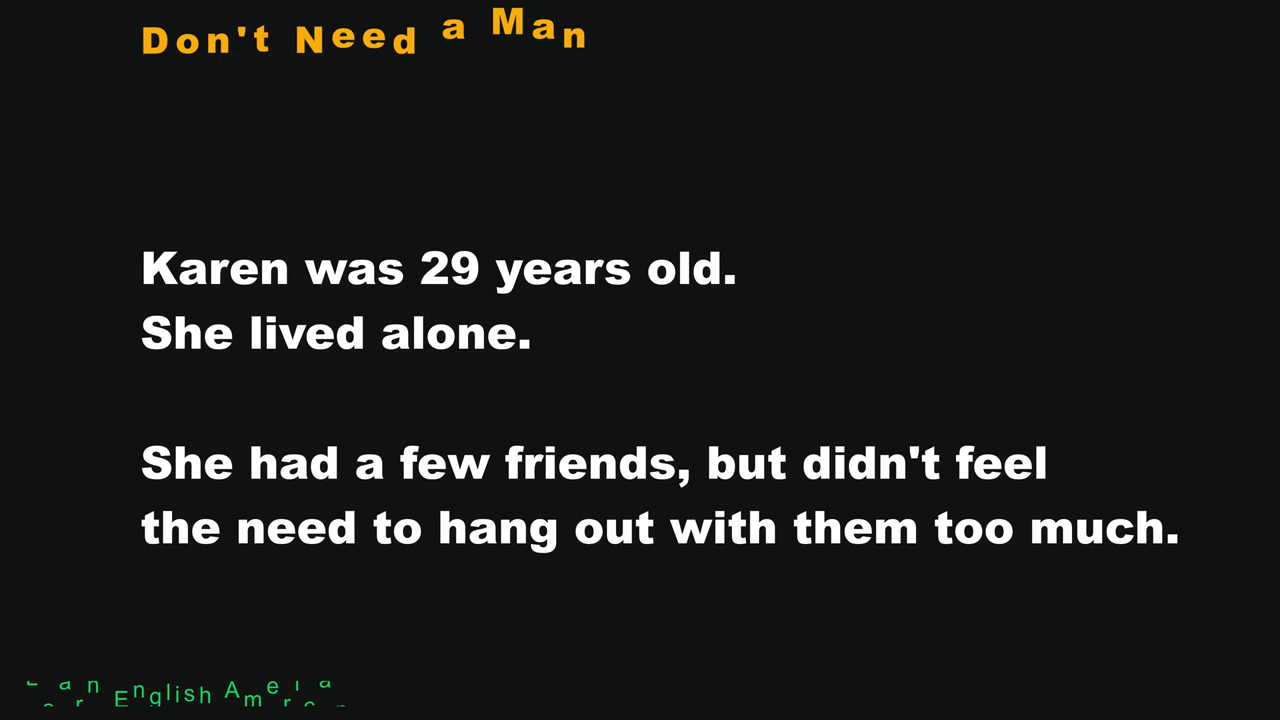 Don't Need a Man
Karen was 29 years old.
She lived alone.
She had a few friends, but didn't feel
the need to hang out with them too much.
English